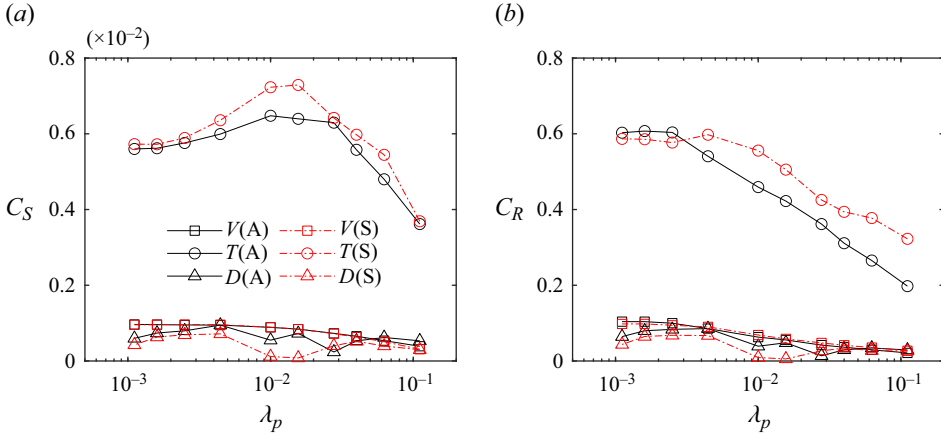 (a)
(×10⁻²)
0.8
0.6
C_S 0.4
0.2
0
V(A) V(S)
T(A) T(S)
D(A) D(S)
10⁻³ 10⁻² 10⁻¹
λ_p
(b)
0.8
0.6
C_R 0.4
0.2
0
10⁻³ 10⁻² 10⁻¹
λ_p